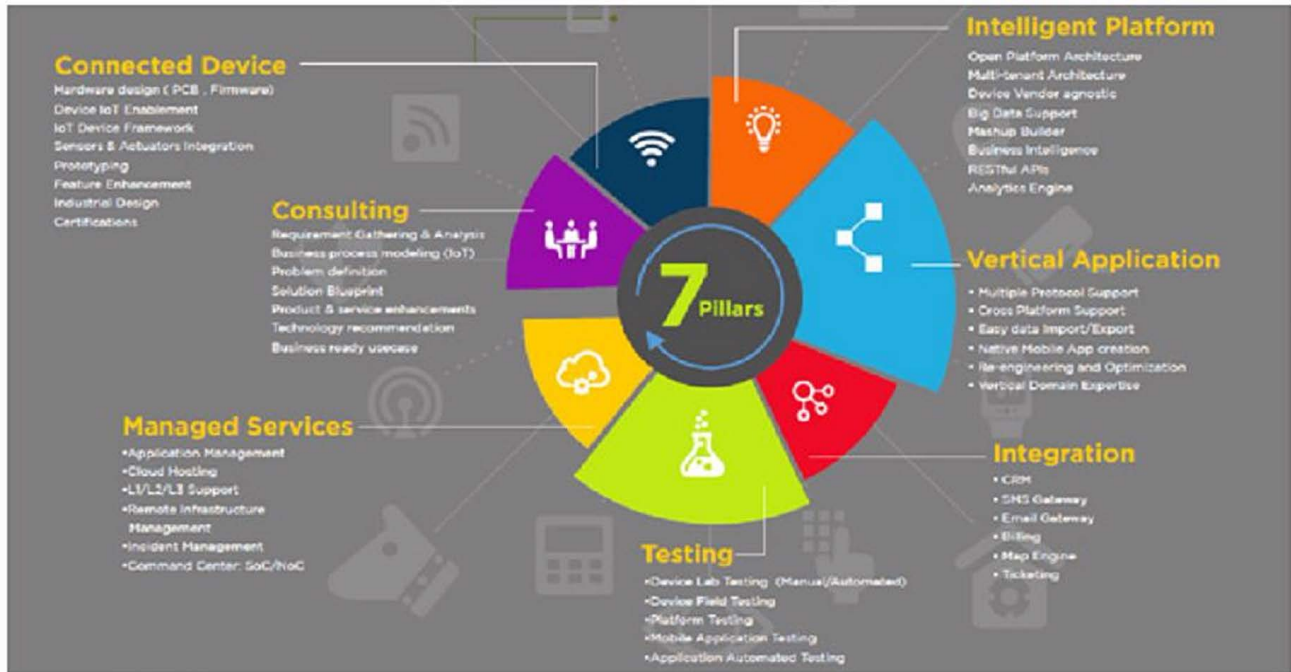 Connected Device
Hardware design ( PCB , Firmware)
Device IoT Enablement
IoT Device Framework
Sensors & Actuators Integration
Prototyping
Feature Enhancement
Industrial Design
Certifications
Consulting
Requirement Gathering & Analysis
Business process modeling (IoT)
Problem definition
Solution Blueprint
Product & service enhancements
Technology recommendation
Business ready usecase
Managed Services
•Application Management
•Cloud Hosting
•L1/L2/L3 Support
•Remote Infrastructure
Management
•Incident Management
•Command Center: SoC/NoC
7 Pillars
Intelligent Platform
Open Platform Architecture
Multi-tenant Architecture
Device Vendor agnostic
Big Data Support
Mashup Builder
Business Intelligence
RESTful APIs
Analytics Engine
Vertical Application
• Multiple Protocol Support
• Cross Platform Support
• Easy data Import/Export
• Native Mobile App creation
• Re-engineering and Optimization
• Vertical Domain Expertise
Integration
• CRM
• SMS Gateway
• Email Gateway
• Billing
• Map Engine
• Ticketing
Testing
•Device Lab Testing (Manual/Automated)
•Device Field Testing
•Platform Testing
•Mobile Application Testing
•Application Automated Testing